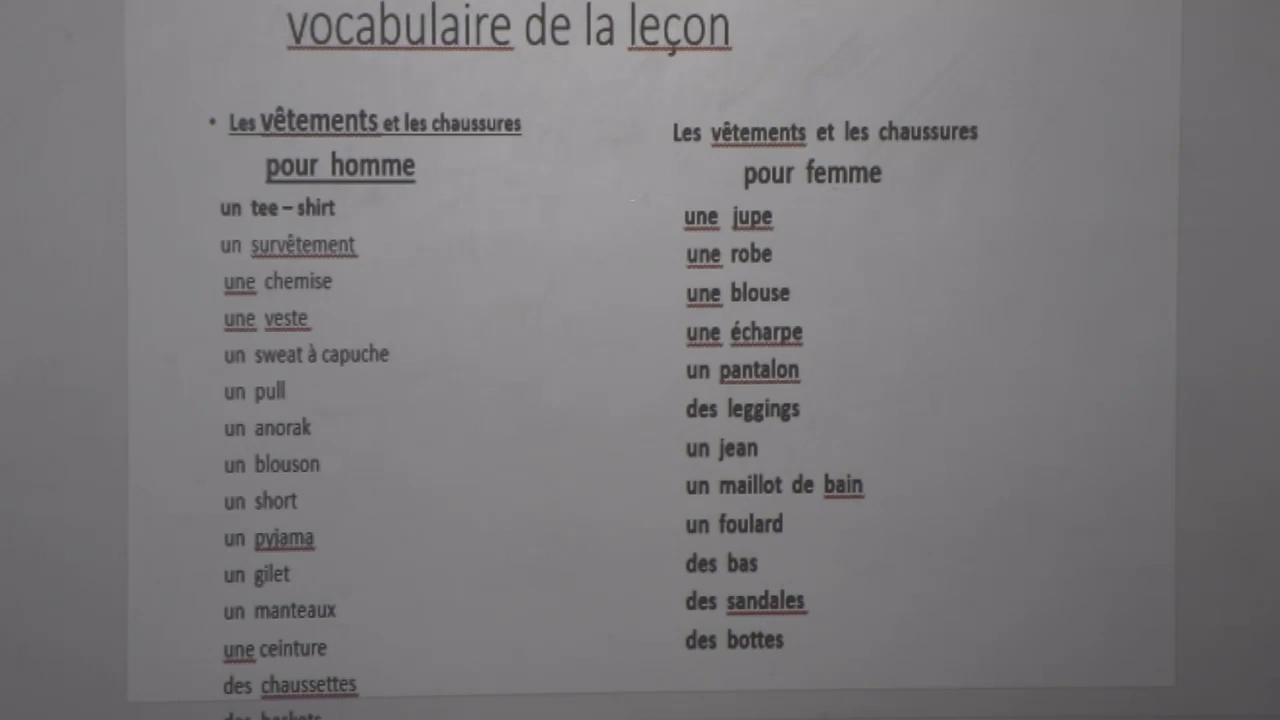 vocabulaire de la leçon
• Les vêtements et les chaussures
pour homme
un tee – shirt
un survêtement
une chemise
une veste
un sweat à capuche
un pull
un anorak
un blouson
un short
un pyjama
un gilet
un manteaux
une ceinture
des chaussettes
Les vêtements et les chaussures
pour femme
une jupe
une robe
une blouse
une écharpe
un pantalon
des leggings
un jean
un maillot de bain
un foulard
des bas
des sandales
des bottes